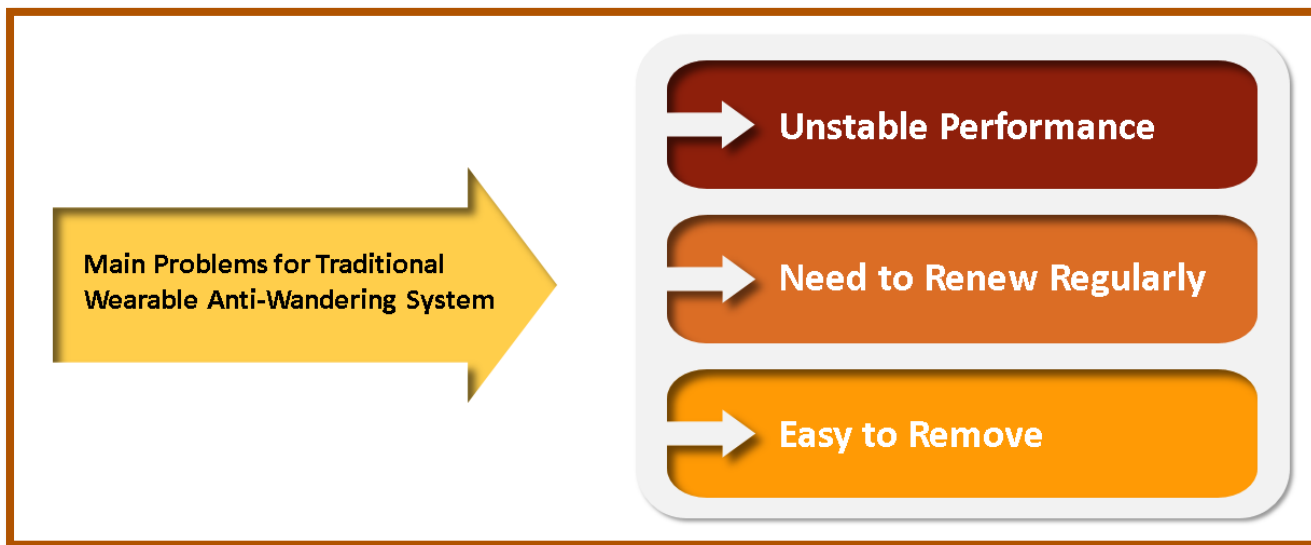 Main Problems for Traditional
Wearable Anti-Wandering System
Unstable Performance
Need to Renew Regularly
Easy to Remove